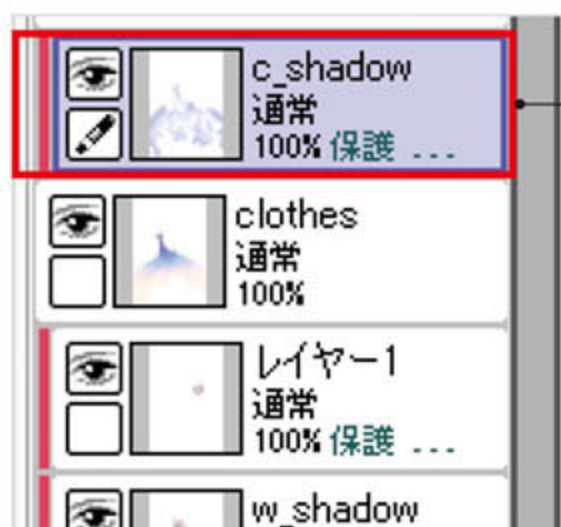 c_shadow
通常
100% 保護 ...
clothes
通常
100%
レイヤー1
通常
100% 保護 ...
w_shadow